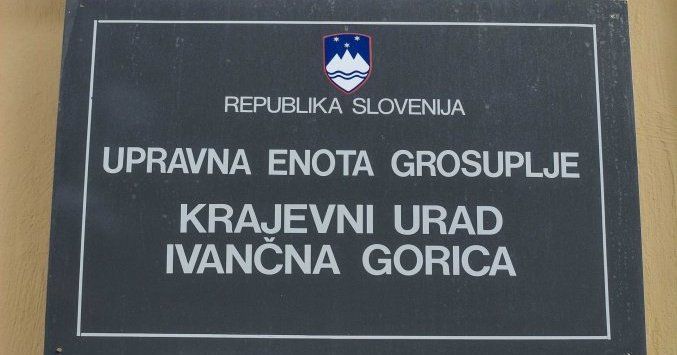 REPUBLIKA SLOVENIJA
UPRAVNA ENOTA GROSUPLJE
KRAJEVNI URAD
IVANČNA GORICA